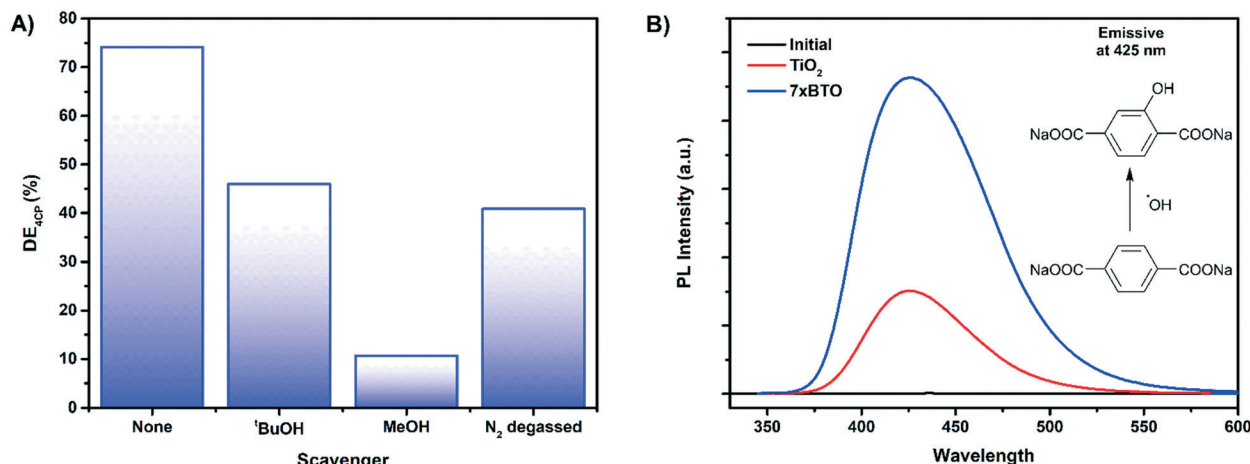 A)
80
70
60
50
40
30
20
10
0
DE4CP (%)
None
tBuOH
MeOH
N2 degassed
Scavenger
B)
Initial
TiO2
7xBTO
Emissive
at 425 nm
OH
NaOOC
COONa
•OH
NaOOC
COONa
PL Intensity (a.u.)
350
400
450
500
550
600
Wavelength